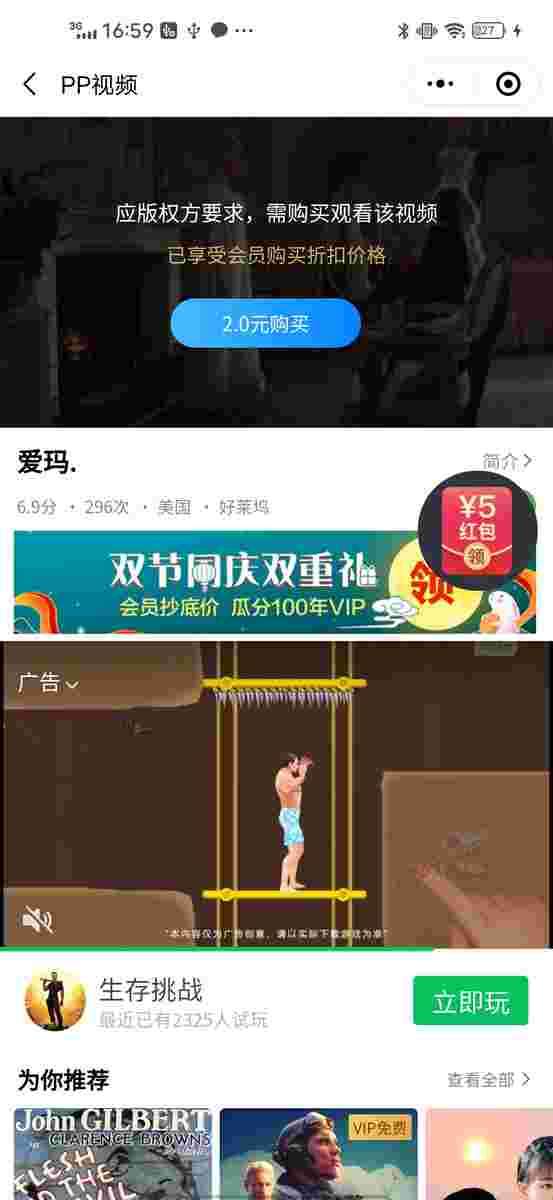 3G 16:59 27
PP视频
应版权方要求，需购买观看该视频
已享受会员购买折扣价格
2.0元购买
爱玛.
简介
6.9分 · 296次 · 美国 · 好莱坞
¥5
红包
领
双节同庆双重礼
会员抄底价 瓜分100年VIP
领
广告
"本内容仅为广告创意，请以实际下载游戏为准"
生存挑战
最近已有2325人试玩
立即玩
为你推荐
查看全部
John GILBERT
CLARENCE BROWN'S
FLESH
AND THE
DEVIL
VIP免费